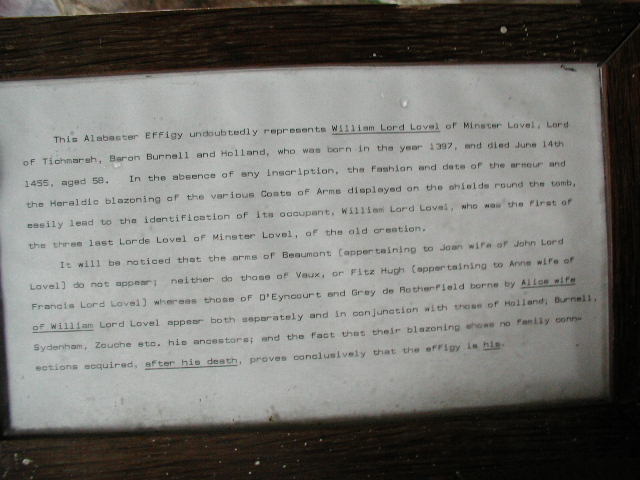 This Alabaster Effigy undoubtedly represents William Lord Lovel of Minster Lovel, Lord
of Tichmarsh, Baron Burnell and Holland, who was born in the year 1397, and died June 14th
1455, aged 58. In the absence of any inscription, the fashion and date of the armour and
the Heraldic blazoning of the various Coats of Arms displayed on the shields round the tomb,
easily lead to the identification of its occupant, William Lord Lovel, who was the first of
the three last Lords Lovel of Minster Lovel, of the old creation.
It will be noticed that the arms of Beaumont (appertaining to Joan wife of John Lord
Lovel) do not appear; neither do those of Vaux, or Fitz Hugh (appertaining to Anne wife of
Francis Lord Lovel) whereas those of D'Eyncourt and Grey de Rotherfield borne by Alice wife
of William Lord Lovel appear both separately and in conjunction with those of Holland, Burnell,
Sydenham, Zouche etc. his ancestors; and the fact that their blazoning shows no family conn-
ections acquired, after his death, proves conclusively that the effigy is his.